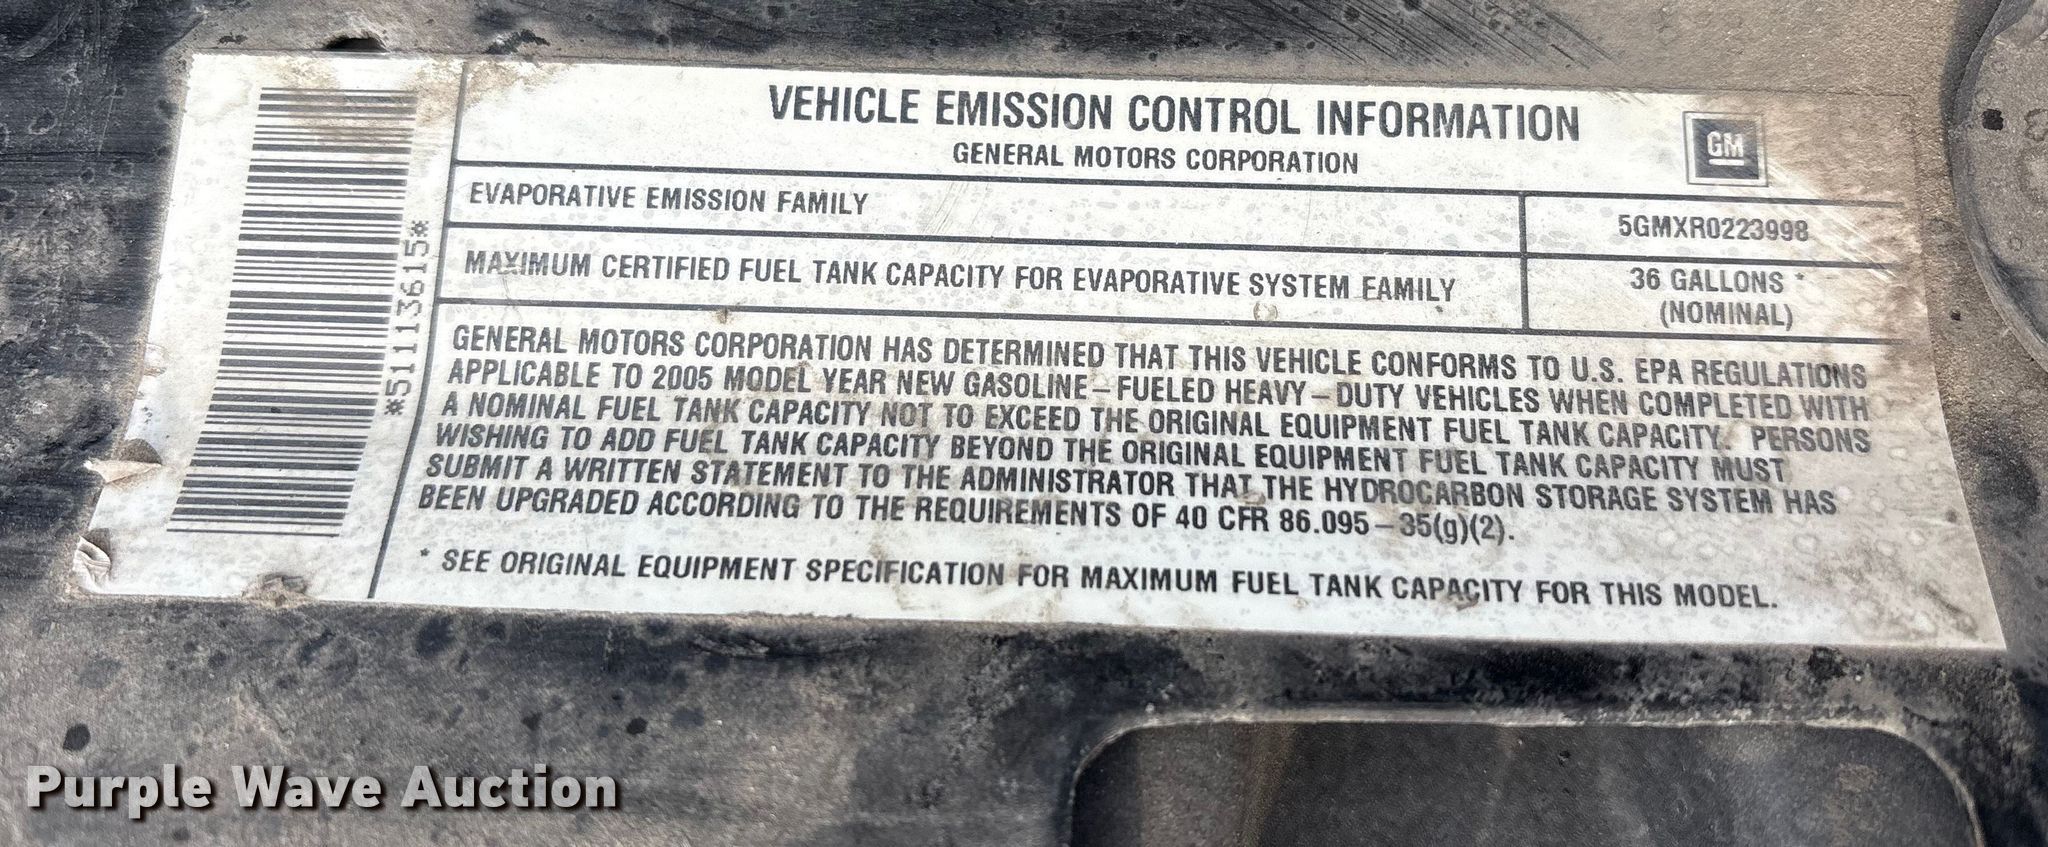 VEHICLE EMISSION CONTROL INFORMATION
GENERAL MOTORS CORPORATION
GM
EVAPORATIVE EMISSION FAMILY
5GMXR0223998
MAXIMUM CERTIFIED FUEL TANK CAPACITY FOR EVAPORATIVE SYSTEM FAMILY
36 GALLONS *
(NOMINAL)
GENERAL MOTORS CORPORATION HAS DETERMINED THAT THIS VEHICLE CONFORMS TO U.S. EPA REGULATIONS
APPLICABLE TO 2005 MODEL YEAR NEW GASOLINE-FUELED HEAVY-DUTY VEHICLES WHEN COMPLETED WITH
A NOMINAL FUEL TANK CAPACITY NOT TO EXCEED THE ORIGINAL EQUIPMENT FUEL TANK CAPACITY. PERSONS
WISHING TO ADD FUEL TANK CAPACITY BEYOND THE ORIGINAL EQUIPMENT FUEL TANK CAPACITY MUST
SUBMIT A WRITTEN STATEMENT TO THE ADMINISTRATOR THAT THE HYDROCARBON STORAGE SYSTEM HAS
BEEN UPGRADED ACCORDING TO THE REQUIREMENTS OF 40 CFR 86.095-35(g)(2).
* SEE ORIGINAL EQUIPMENT SPECIFICATION FOR MAXIMUM FUEL TANK CAPACITY FOR THIS MODEL.
*51113615*
Purple Wave Auction